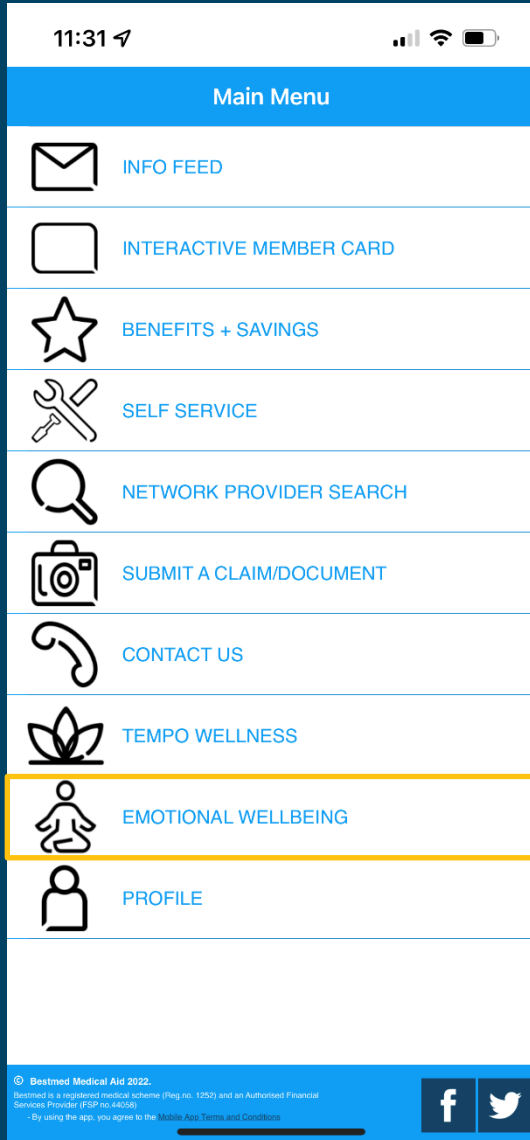 11:31
Main Menu
INFO FEED
INTERACTIVE MEMBER CARD
BENEFITS + SAVINGS
SELF SERVICE
NETWORK PROVIDER SEARCH
SUBMIT A CLAIM/DOCUMENT
CONTACT US
TEMPO WELLNESS
EMOTIONAL WELLBEING
PROFILE
© Bestmed Medical Aid 2022.
Bestmed is a registered medical scheme (Reg.no. 1252) and an Authorised Financial
Services Provider (FSP no.44058)
- By using the app, you agree to the Mobile App Terms and Conditions